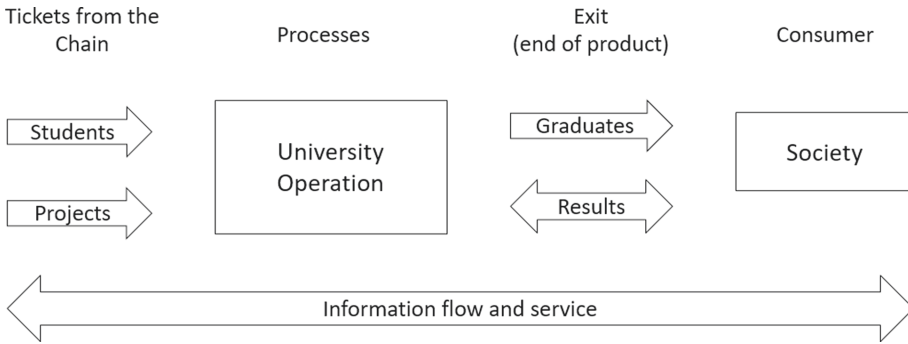 Tickets from the
Chain
Processes
Exit
(end of product)
Consumer
Students
Projects
University
Operation
Graduates
Results
Society
Information flow and service